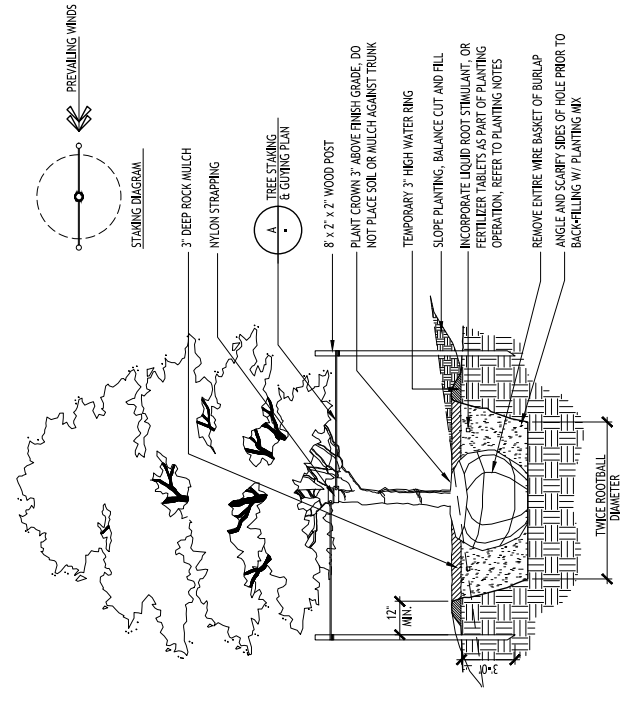 PREVAILING WINDS
STAKING DIAGRAM
3" DEEP ROCK MULCH
NYLON STRAPPING
A
TREE STAKING
& GUYING PLAN
8' x 2" x 2" WOOD POST
PLANT CROWN 3" ABOVE FINISH GRADE, DO
NOT PLACE SOIL OR MULCH AGAINST TRUNK
TEMPORARY 3" HIGH WATER RING
SLOPE PLANTING, BALANCE CUT AND FILL
INCORPORATE LIQUID ROOT STIMULANT, OR
FERTILIZER TABLETS AS PART OF PLANTING
OPERATION, REFER TO PLANTING NOTES
REMOVE ENTIRE WIRE BASKET OF BURLAP
ANGLE AND SCARIFY SIDES OF HOLE PRIOR TO
BACK-FILLING W/ PLANTING MIX
12"
MIN.
3'-0"
TWICE ROOTBALL
DIAMETER